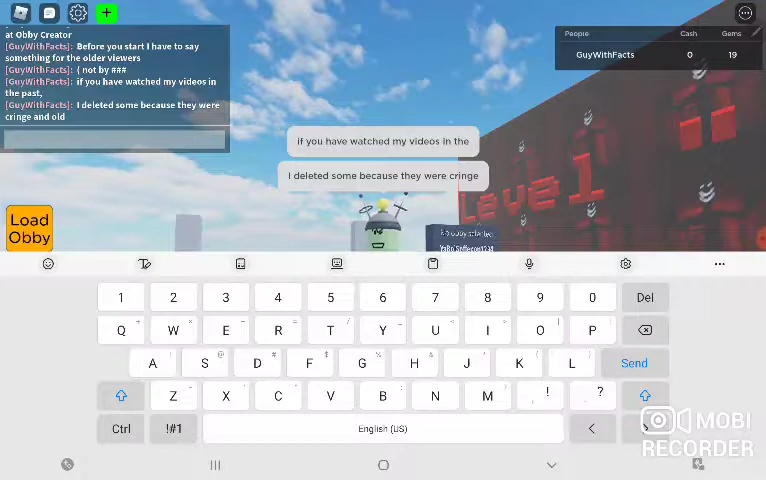 at Obby Creator
[GuyWithFacts]: Before you start I have to say
something for the older viewers
[GuyWithFacts]: ( not by ###
[GuyWithFacts]: if you have watched my videos in
the past,
[GuyWithFacts]: I deleted some because they were
cringe and old
People Cash Gems
GuyWithFacts 0 19
if you have watched my videos in the
I deleted some because they were cringe
Level 1
Load
Obby
No obby selected
1 2 3 4 5 6 7 8 9 0 Del
Q W E R T Y U I O P
A S D F G H J K L Send
Z X C V B N M ! ?
Ctrl !#1 English (US) < >
MOBI
RECORDER